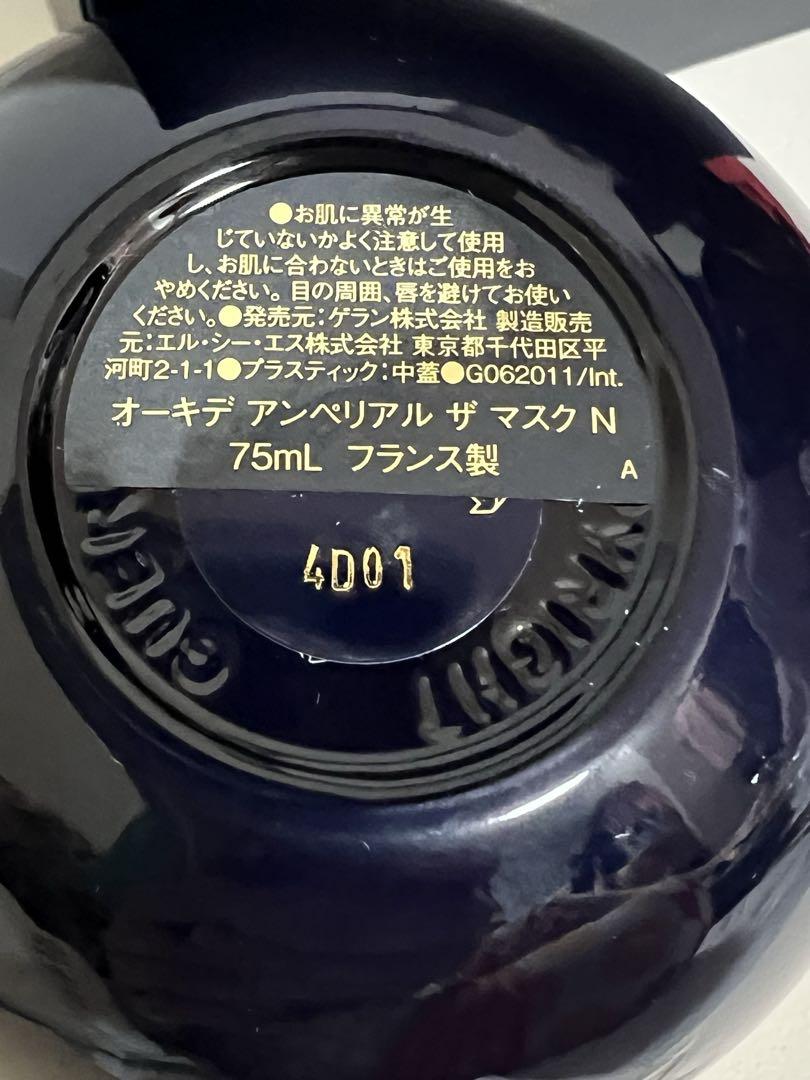 ●お肌に異常が生
じていないかよく注意して使用
し、お肌に合わないときはご使用をお
やめください。目の周囲、唇を避けてお使い
ください。●発売元:ゲラン株式会社 製造販売
元:エル・シー・エス株式会社 東京都千代田区平
河町2-1-1●プラスティック:中蓋●G062011/Int.
オーキデ アンペリアル ザ マスク N
75mL フランス製
A
4D01